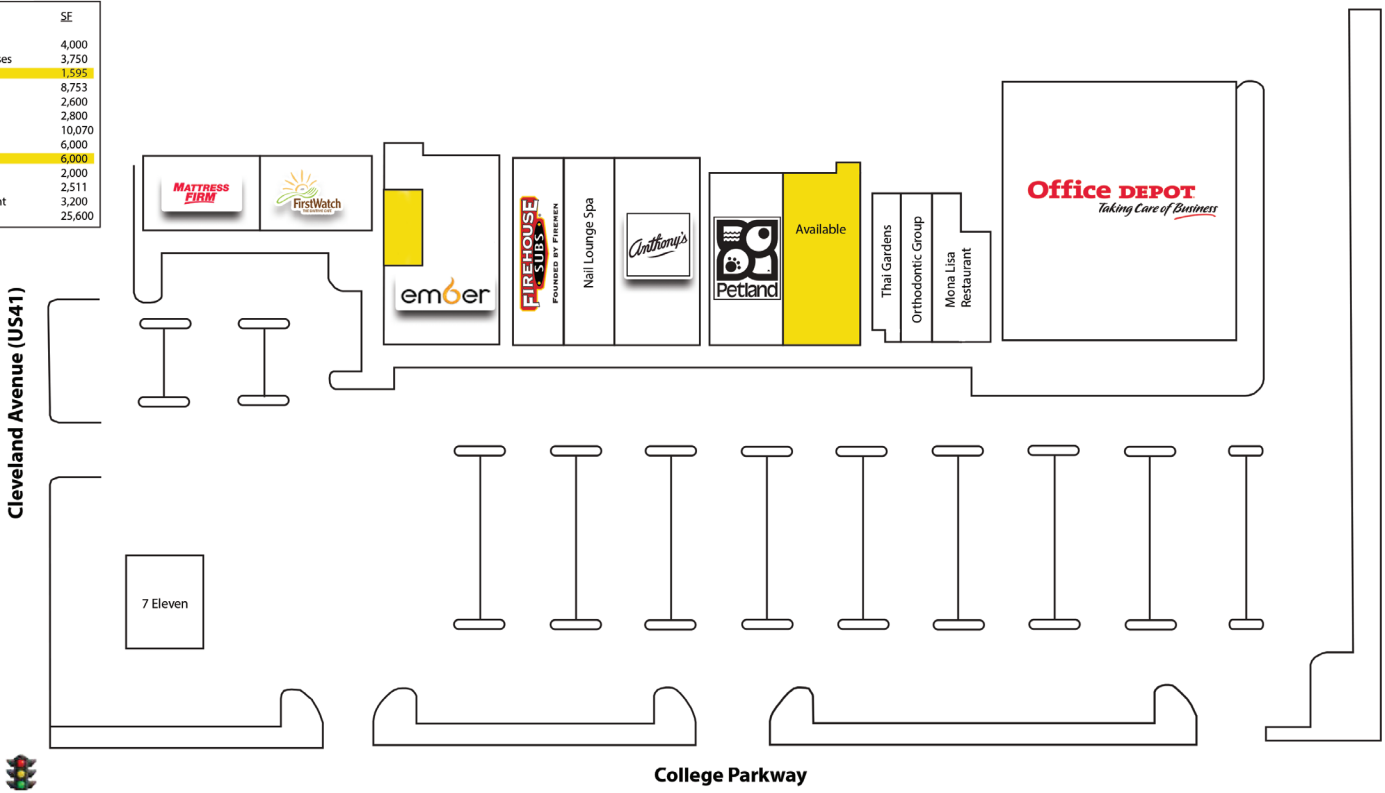 SF
4,000
ses 3,750
1,595
8,753
2,600
2,800
10,070
6,000
6,000
2,000
2,511
nt 3,200
25,600
MATTRESS
FIRM
FirstWatch
THE DAYTIME CAFE
ember
FIREHOUSE
SUBS
FOUNDED BY FIREMEN
Nail Lounge Spa
Anthony's
Petland
Available
Thai Gardens
Orthodontic Group
Mona Lisa
Restaurant
Office DEPOT
Taking Care of Business
Cleveland Avenue (US41)
7 Eleven
College Parkway